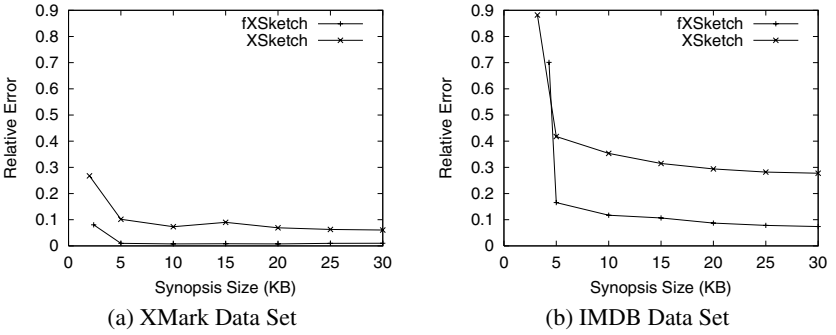 0.9
0.8
0.7
0.6
0.5
0.4
0.3
0.2
0.1
0
Relative Error
fXSketch
XSketch
0 5 10 15 20 25 30
Synopsis Size (KB)
(a) XMark Data Set
0.9
0.8
0.7
0.6
0.5
0.4
0.3
0.2
0.1
0
Relative Error
fXSketch
XSketch
0 5 10 15 20 25 30
Synopsis Size (KB)
(b) IMDB Data Set